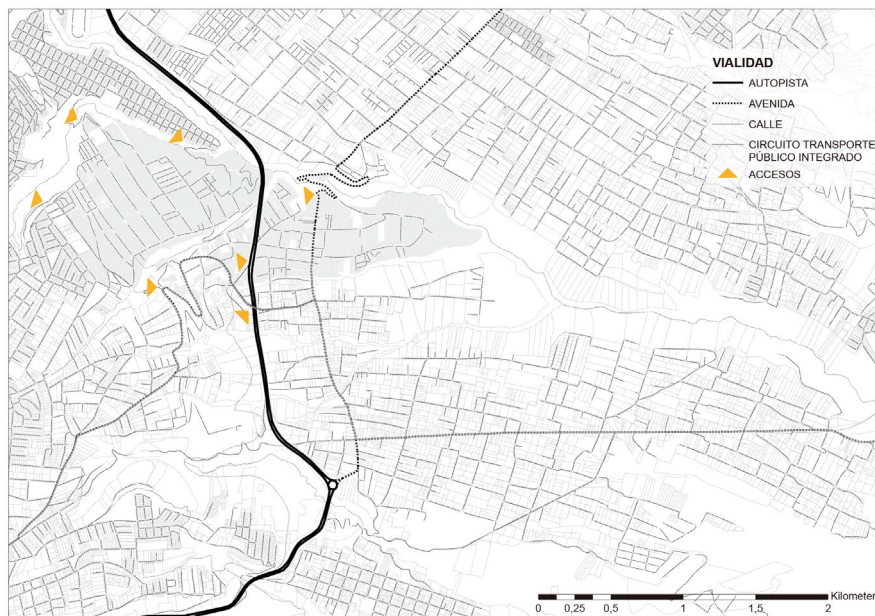 VIALIDAD
AUTOPISTA
AVENIDA
CALLE
CIRCUITO TRANSPORTE
PÚBLICO INTEGRADO
ACCESOS
Kilometer
0 0,25 0,5 1 1,5 2